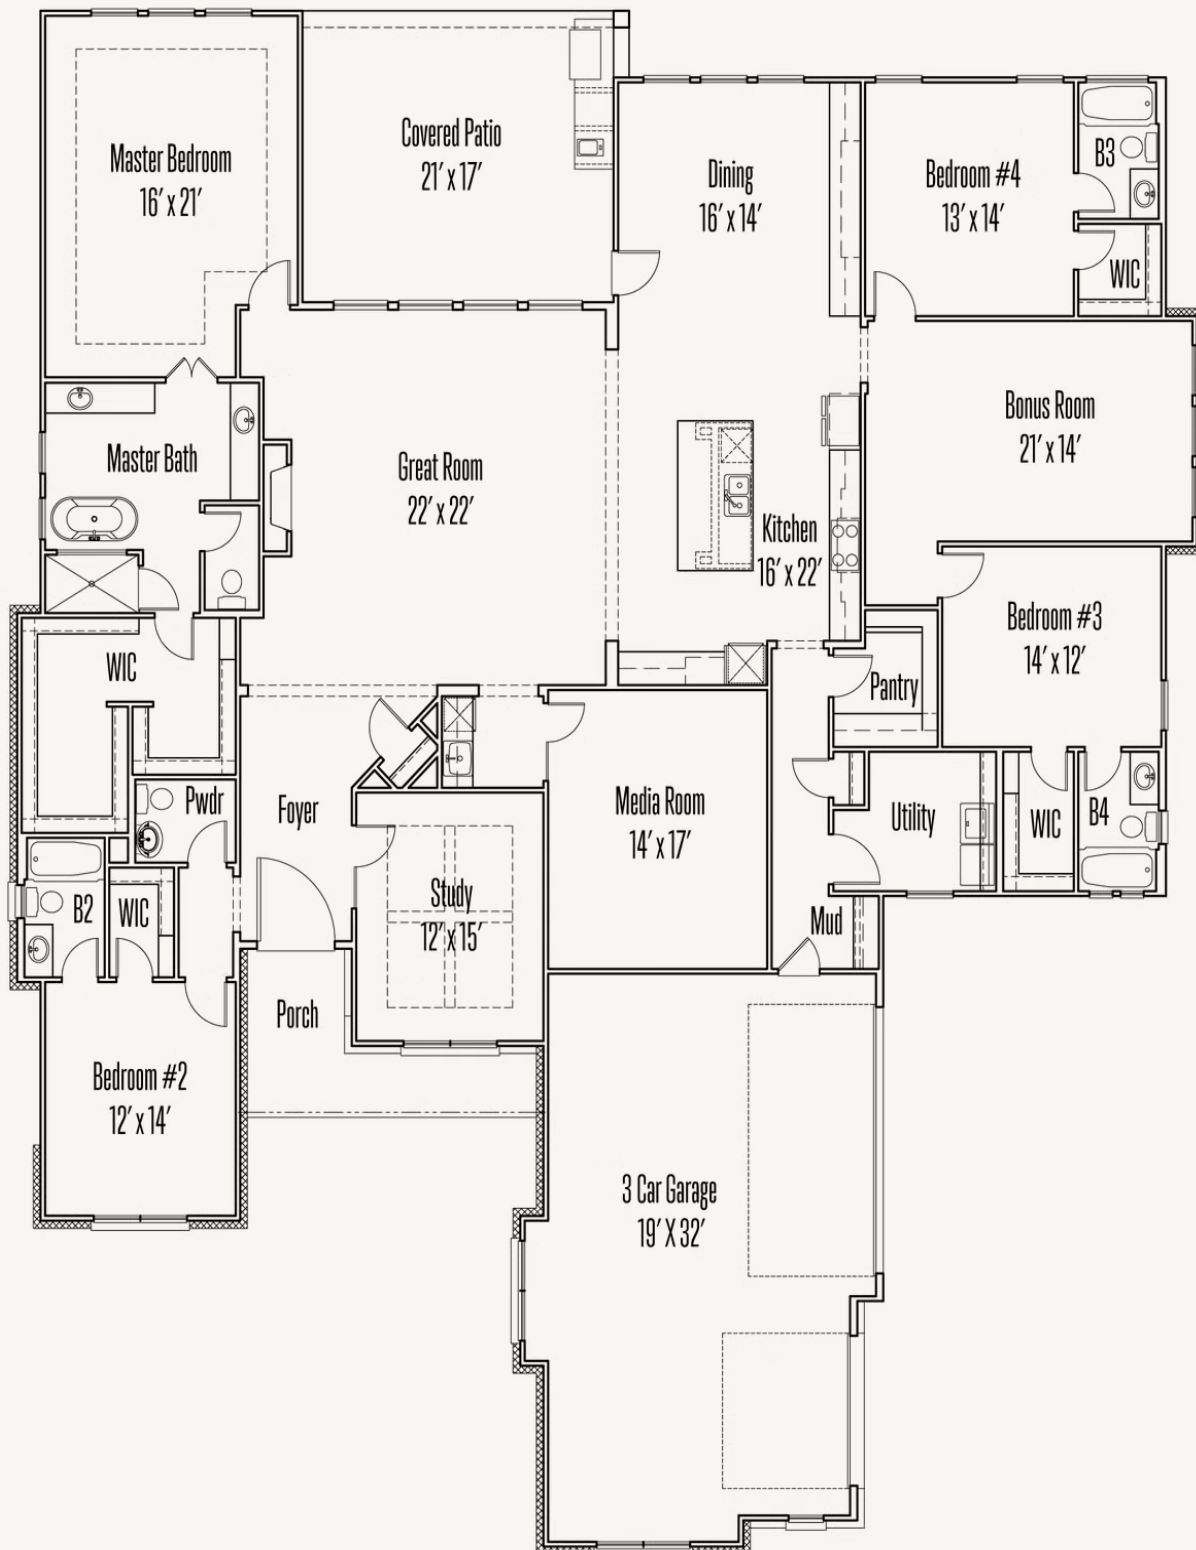 Master Bedroom
16' x 21'
Covered Patio
21' x 17'
Dining
16' x 14'
Bedroom #4
13' x 14'
B3
WIC
Master Bath
Great Room
22' x 22'
Kitchen
16' x 22'
Bonus Room
21' x 14'
WIC
Pantry
Bedroom #3
14' x 12'
Pwdr
Foyer
Media Room
14' x 17'
Utility
WIC
B4
B2
WIC
Study
12' x 15'
Mud
Porch
Bedroom #2
12' x 14'
3 Car Garage
19' X 32'